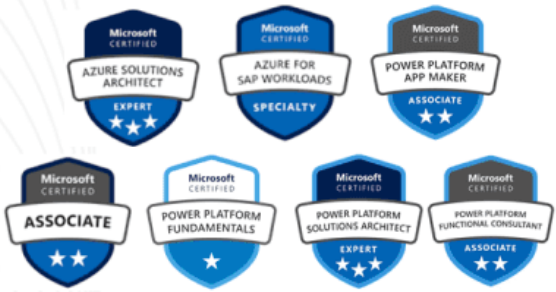 Microsoft
CERTIFIED
AZURE SOLUTIONS
ARCHITECT
EXPERT
Microsoft
CERTIFIED
AZURE FOR
SAP WORKLOADS
SPECIALTY
Microsoft
CERTIFIED
POWER PLATFORM
APP MAKER
ASSOCIATE
Microsoft
CERTIFIED
ASSOCIATE
Microsoft
CERTIFIED
POWER PLATFORM
FUNDAMENTALS
Microsoft
CERTIFIED
POWER PLATFORM
SOLUTIONS ARCHITECT
EXPERT
Microsoft
CERTIFIED
POWER PLATFORM
FUNCTIONAL CONSULTANT
ASSOCIATE